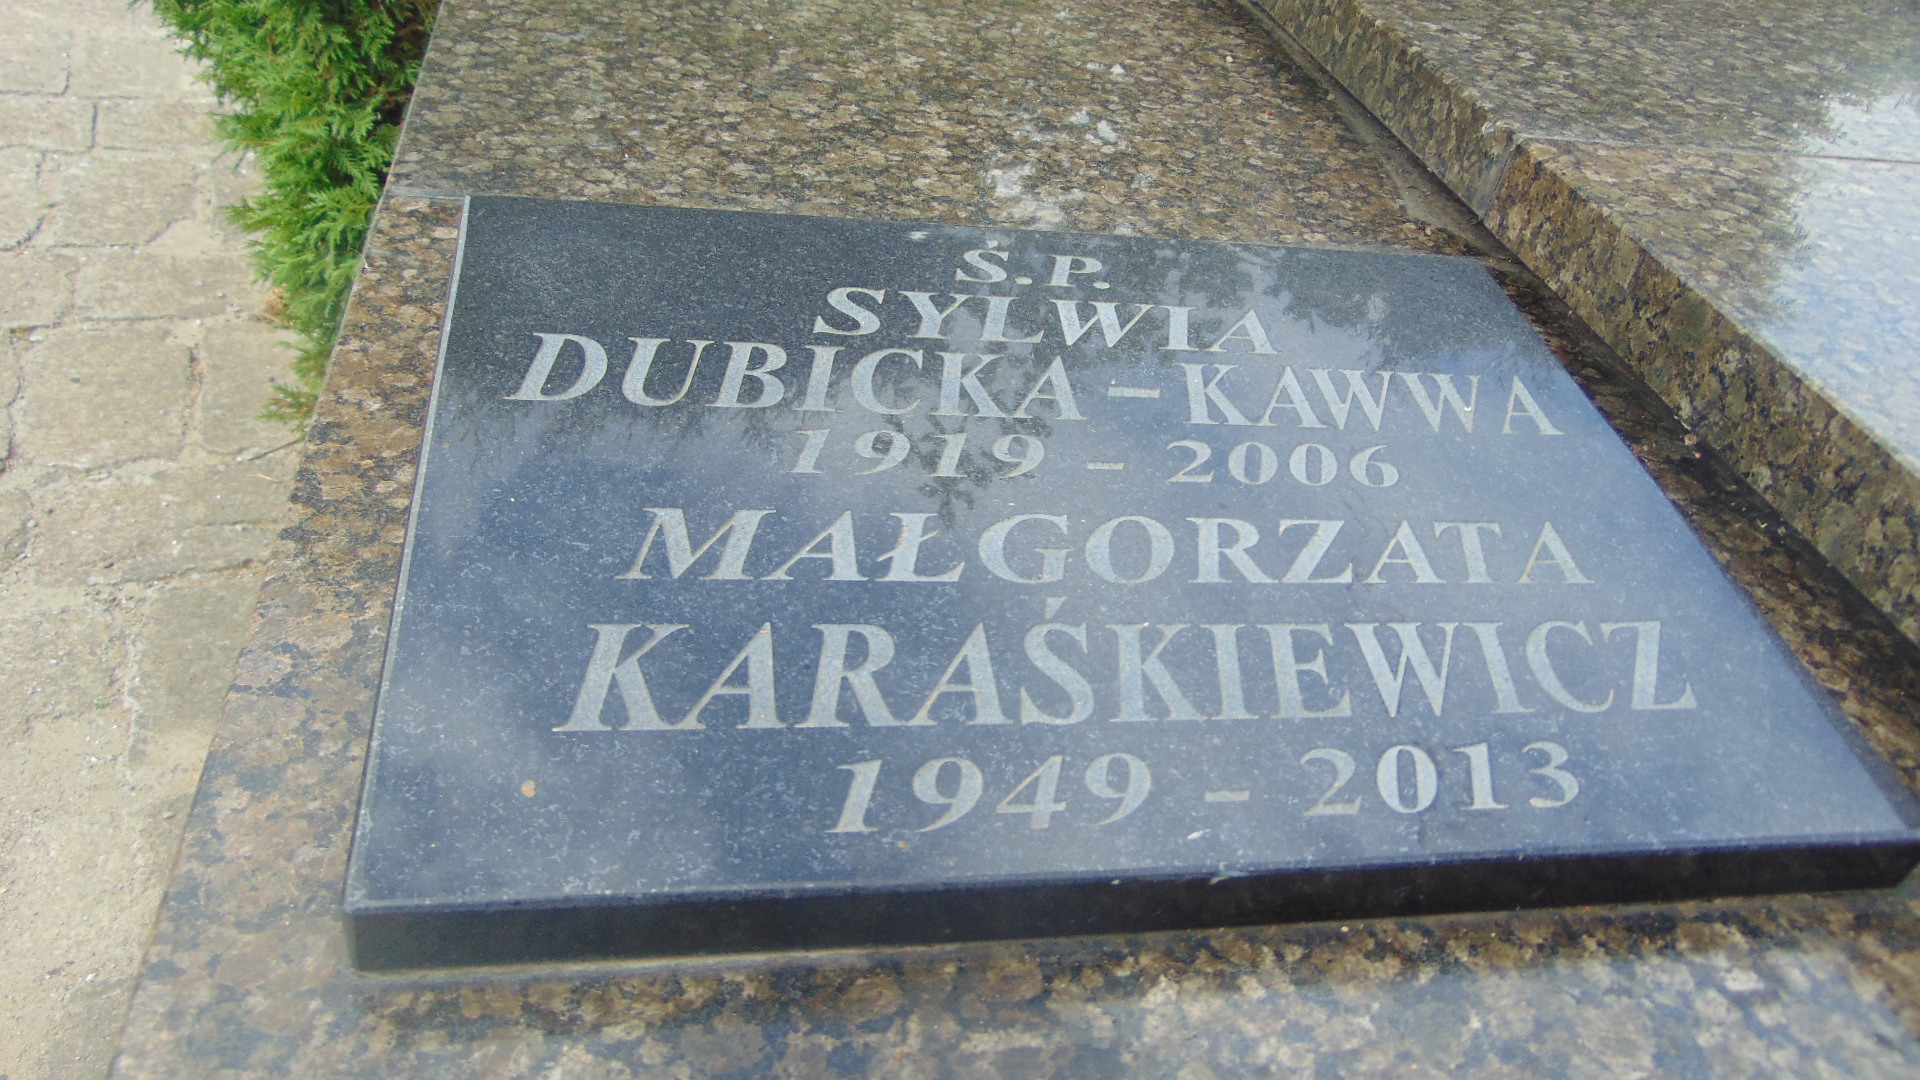 Ś.P.
SYLWIA
DUBICKA – KAWWA
1919 – 2006
MAŁGORZATA
KARAŚKIEWICZ
1949 – 2013